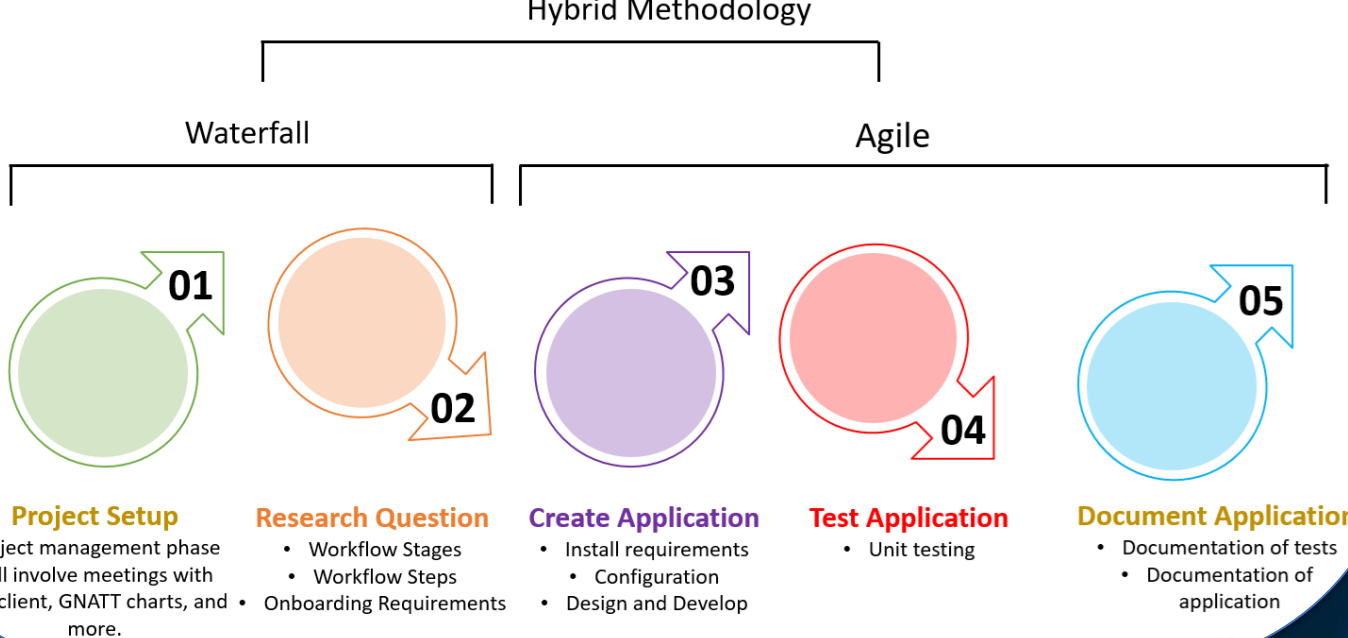 Hybrid Methodology
Waterfall
Agile
01
02
03
04
05
Project Setup
ject management phase
ll involve meetings with
client, GNATT charts, and
more.
Research Question
• Workflow Stages
• Workflow Steps
• Onboarding Requirements
Create Application
• Install requirements
• Configuration
• Design and Develop
Test Application
• Unit testing
Document Application
• Documentation of tests
• Documentation of
application